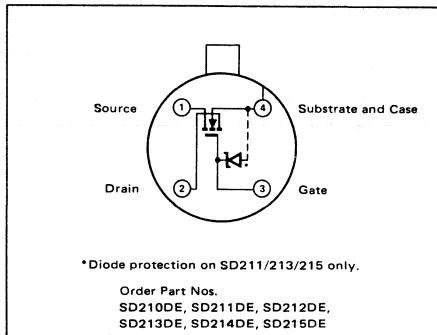 Source 1 4 Substrate and Case
Drain 2 3 Gate
*Diode protection on SD211/213/215 only.
Order Part Nos.
SD210DE, SD211DE, SD212DE,
SD213DE, SD214DE, SD215DE